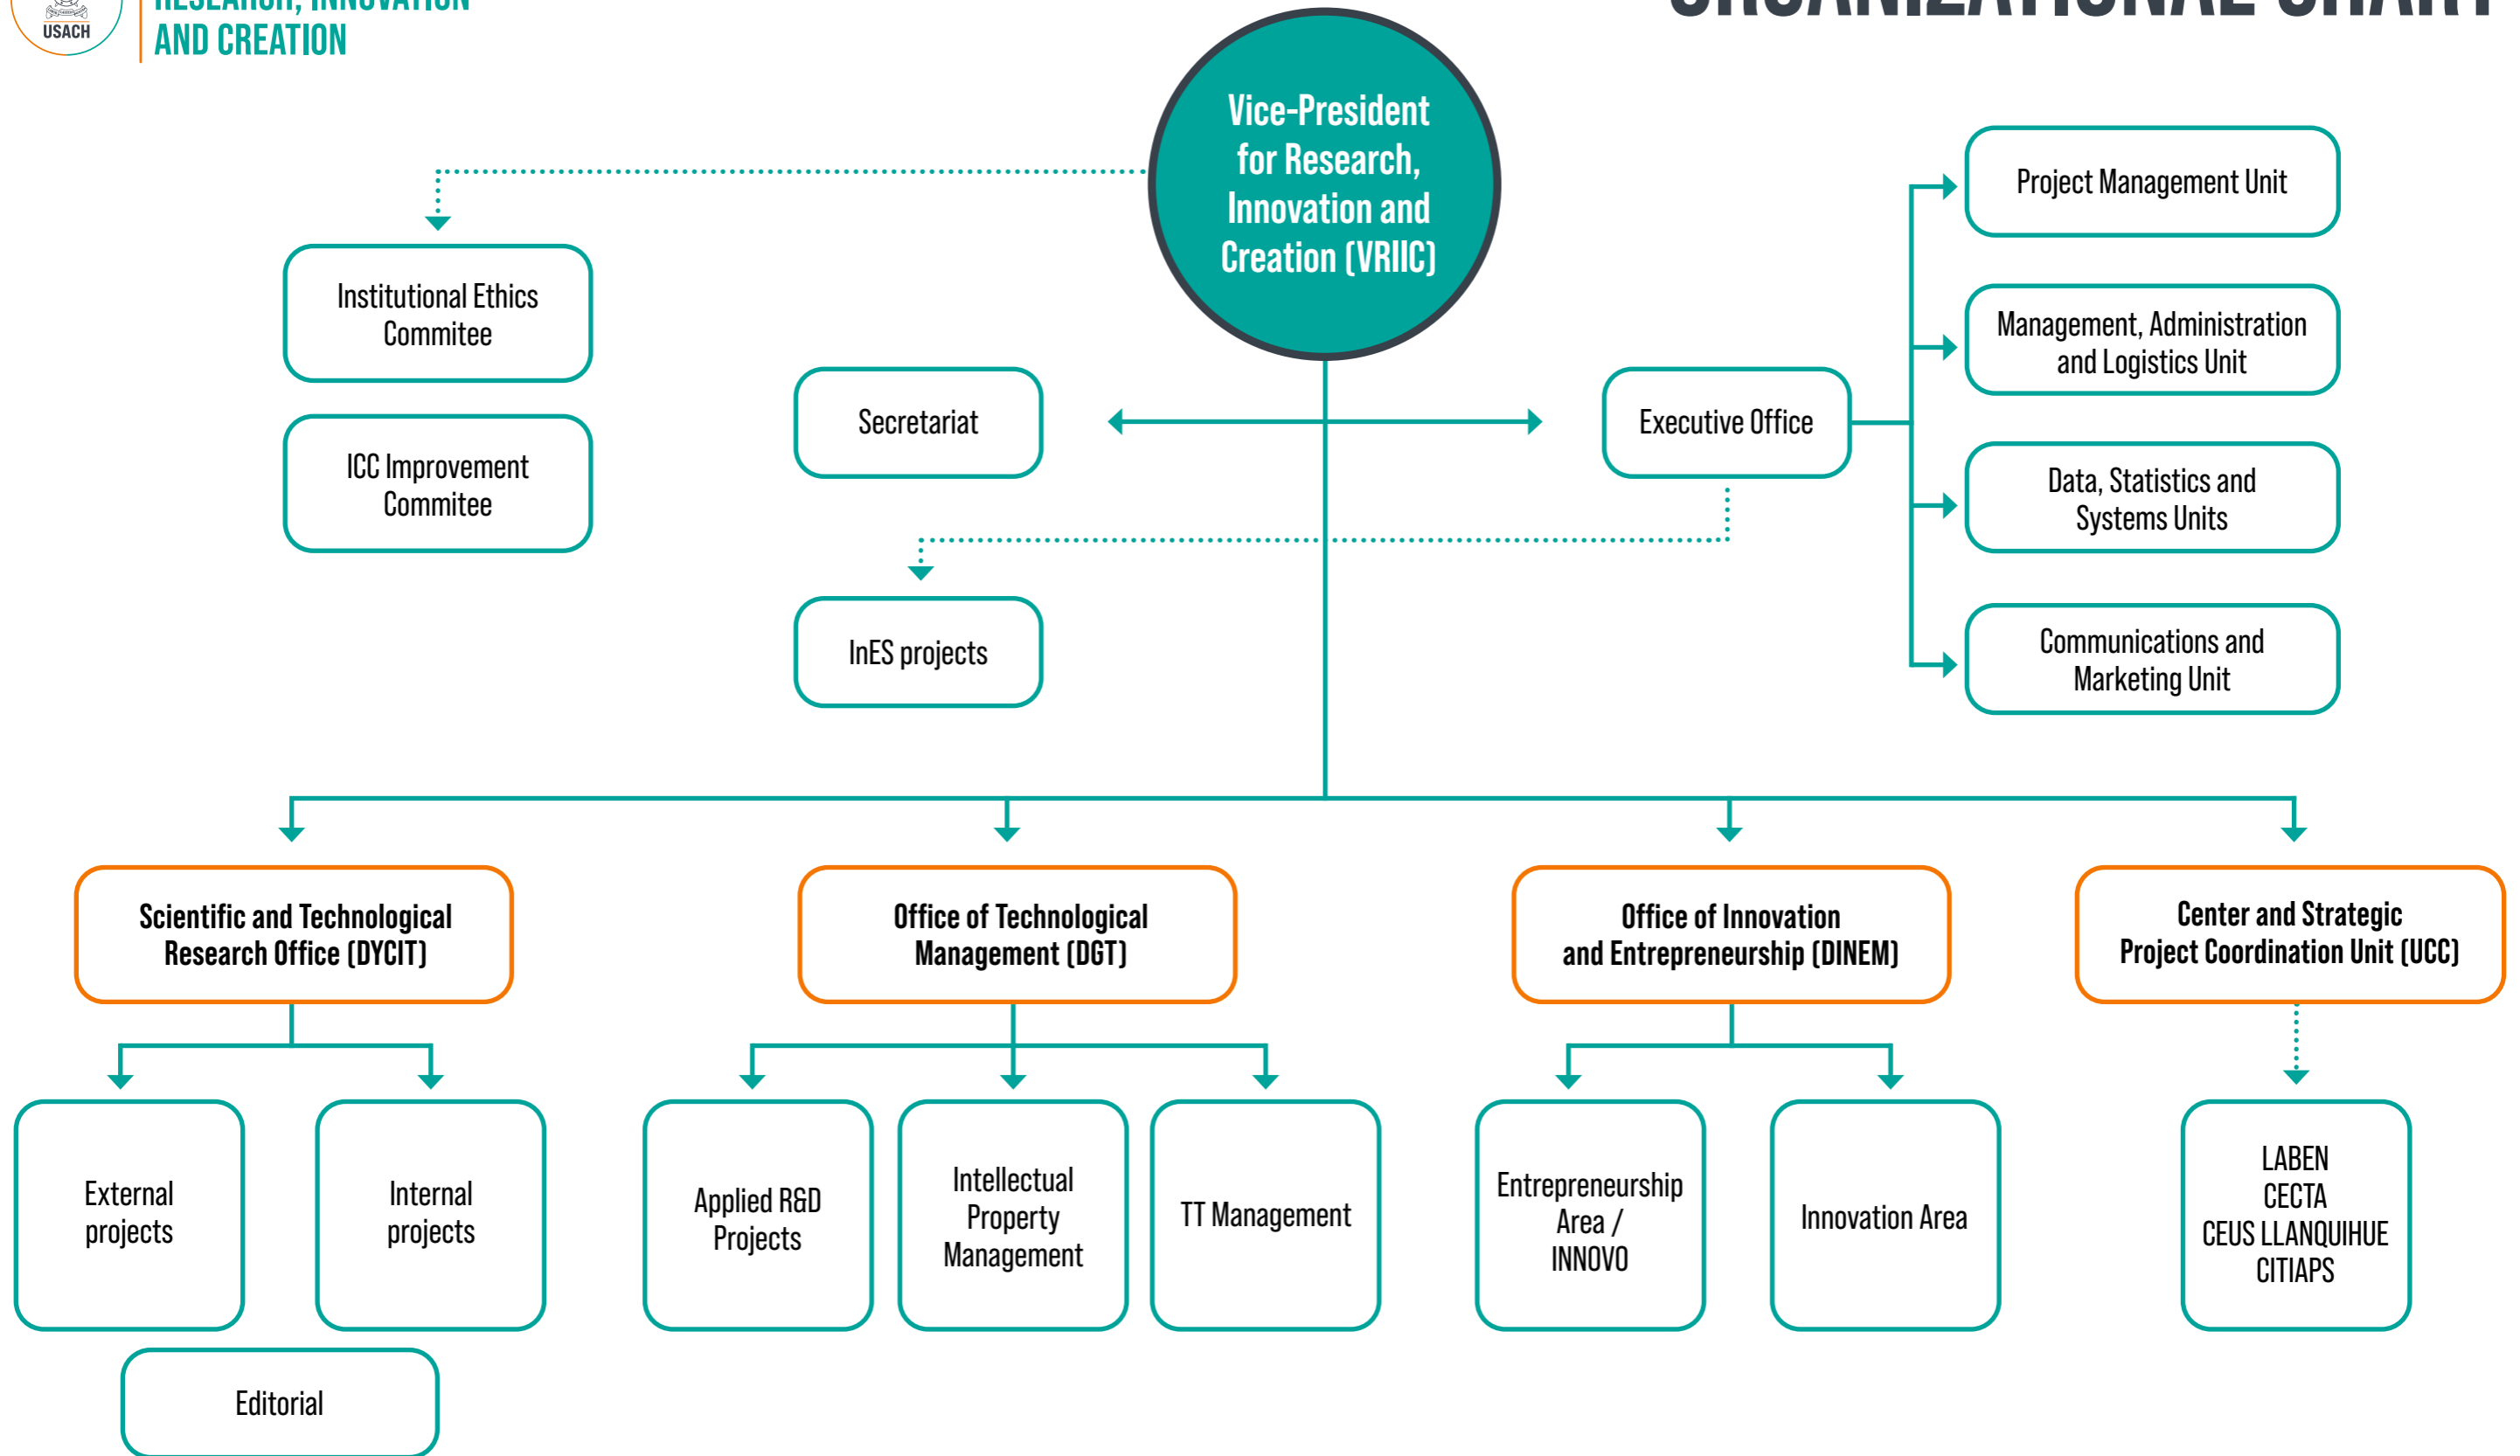 USACH
RESEARCH, INNOVATION
AND CREATION
ORGANIZATIONAL CHART
Vice-President
for Research,
Innovation and
Creation (VRIIC)
Institutional Ethics
Commitee
ICC Improvement
Commitee
Secretariat
Executive Office
InES projects
Project Management Unit
Management, Administration
and Logistics Unit
Data, Statistics and
Systems Units
Communications and
Marketing Unit
Scientific and Technological
Research Office (DYCIT)
Office of Technological
Management (DGT)
Office of Innovation
and Entrepreneurship (DINEM)
Center and Strategic
Project Coordination Unit (UCC)
External
projects
Internal
projects
Editorial
Applied R&D
Projects
Intellectual
Property
Management
TT Management
Entrepreneurship
Area /
INNOVO
Innovation Area
LABEN
CECTA
CEUS LLANQUIHUE
CITIAPS